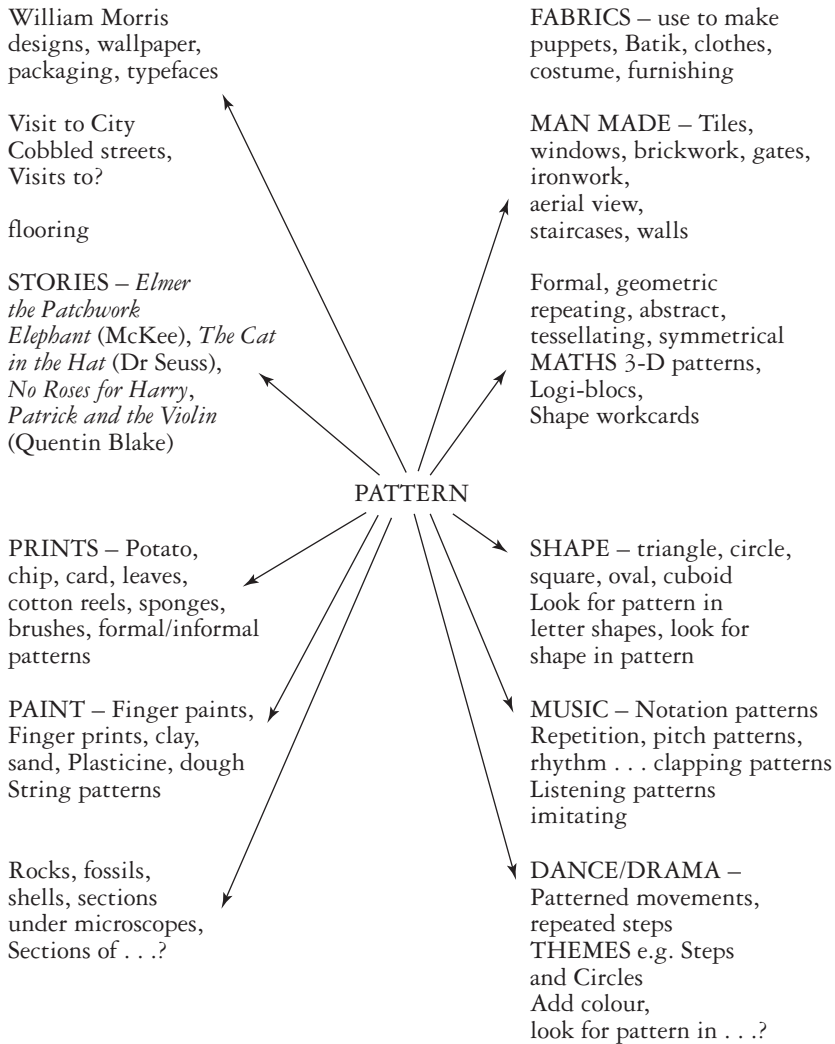 William Morris
designs, wallpaper,
packaging, typefaces
Visit to City
Cobbled streets,
Visits to?
flooring
STORIES – Elmer
the Patchwork
Elephant (McKee), The Cat
in the Hat (Dr Seuss),
No Roses for Harry,
Patrick and the Violin
(Quentin Blake)
FABRICS – use to make
puppets, Batik, clothes,
costume, furnishing
MAN MADE – Tiles,
windows, brickwork, gates,
ironwork,
aerial view,
staircases, walls
Formal, geometric
repeating, abstract,
tessellating, symmetrical
MATHS 3-D patterns,
Logi-blocs,
Shape workcards
PATTERN
PRINTS – Potato,
chip, card, leaves,
cotton reels, sponges,
brushes, formal/informal
patterns
PAINT – Finger paints,
Finger prints, clay,
sand, Plasticine, dough
String patterns
Rocks, fossils,
shells, sections
under microscopes,
Sections of . . .?
SHAPE – triangle, circle,
square, oval, cuboid
Look for pattern in
letter shapes, look for
shape in pattern
MUSIC – Notation patterns
Repetition, pitch patterns,
rhythm . . . clapping patterns
Listening patterns
imitating
DANCE/DRAMA –
Patterned movements,
repeated steps
THEMES e.g. Steps
and Circles
Add colour,
look for pattern in . . .?